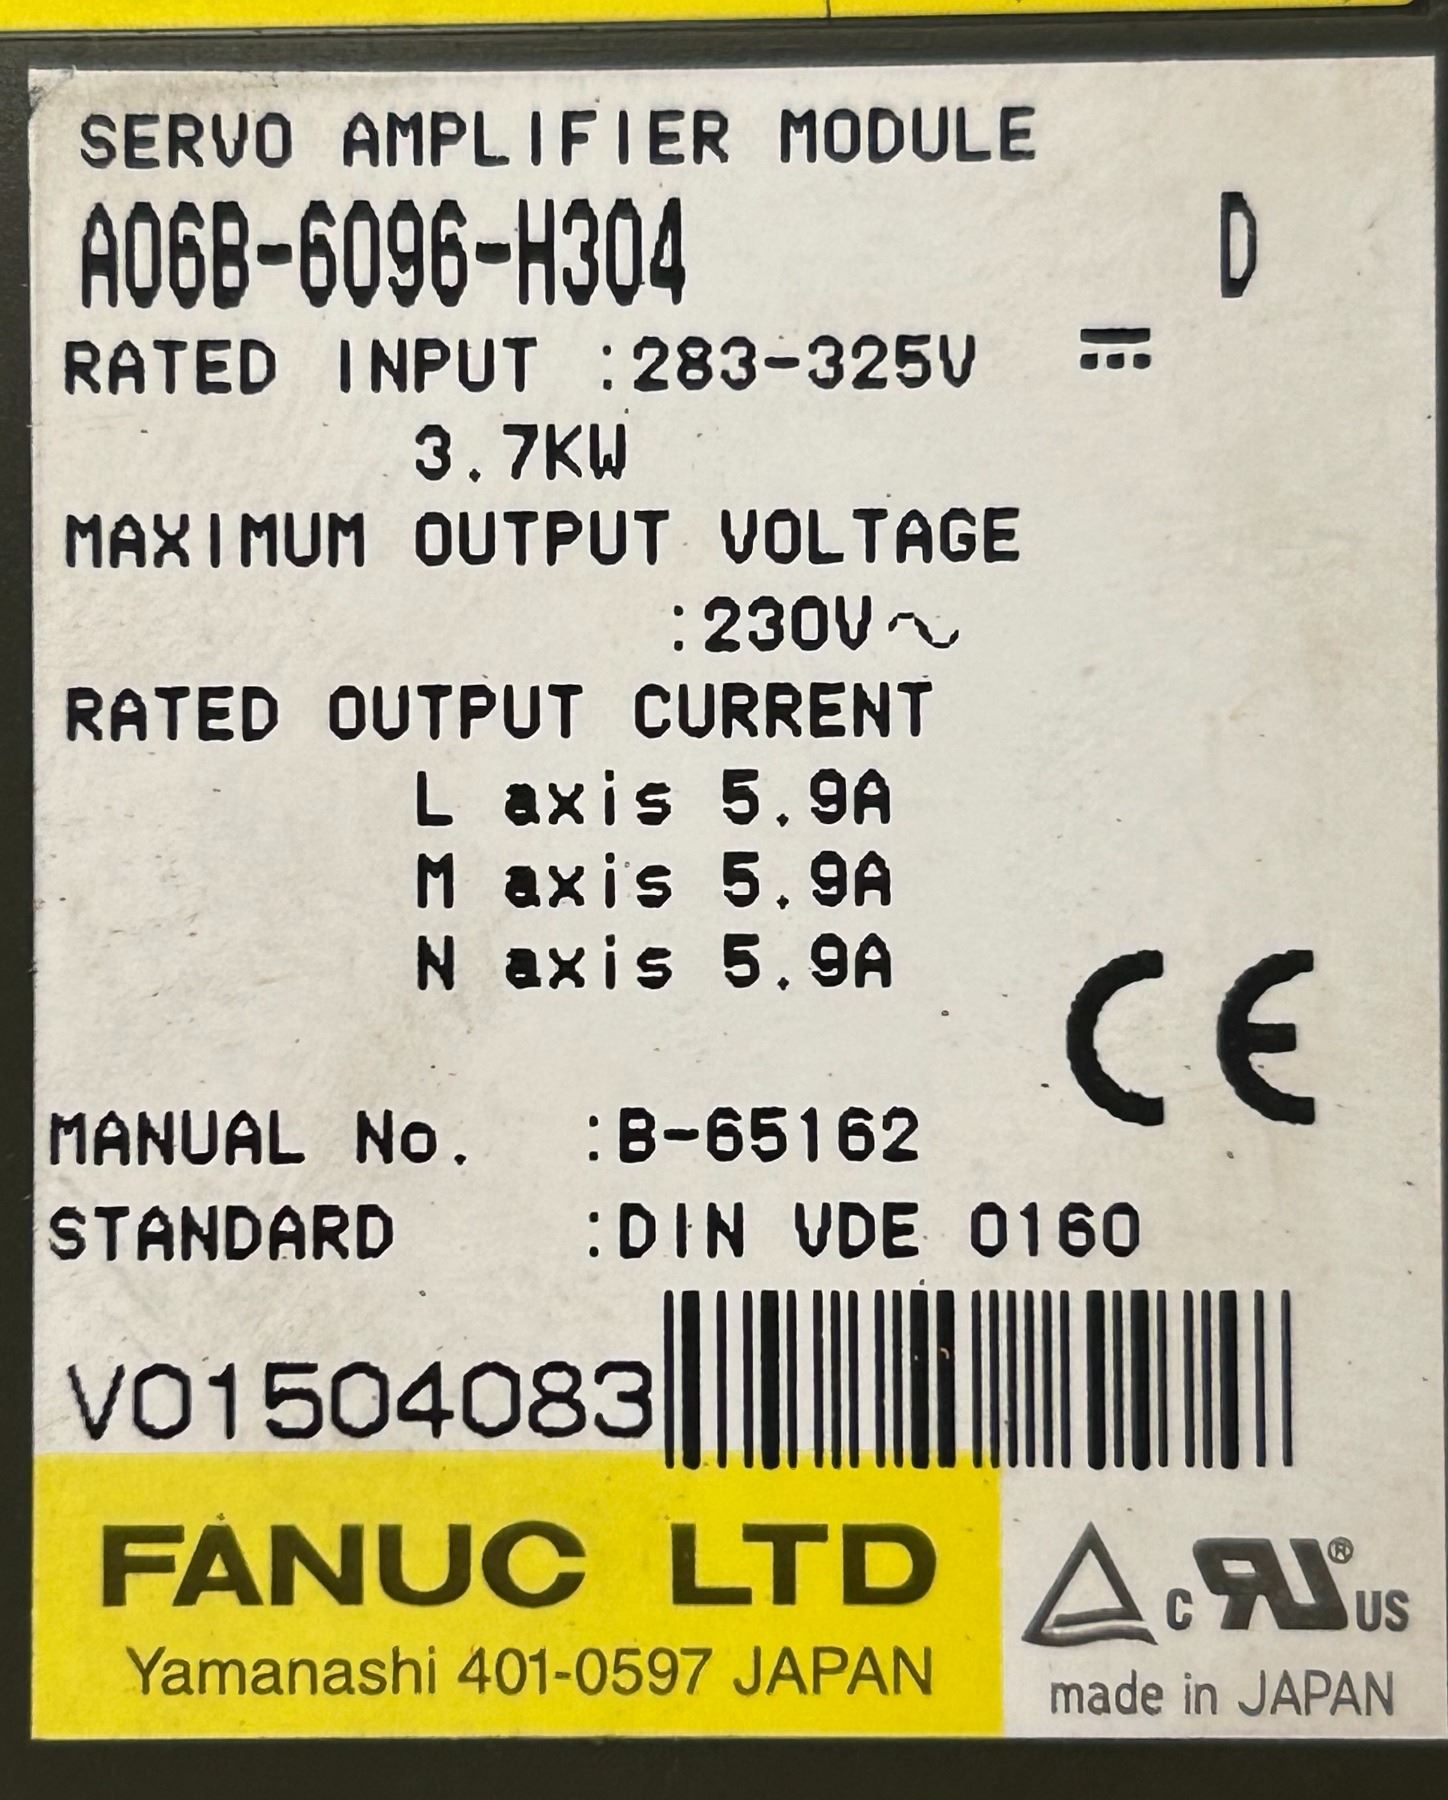 SERVO AMPLIFIER MODULE
A06B-6096-H304 D
RATED INPUT :283-325V ⎓
3.7KW
MAXIMUM OUTPUT VOLTAGE
:230V~
RATED OUTPUT CURRENT
L axis 5.9A
M axis 5.9A
N axis 5.9A
CE
MANUAL No. :B-65162
STANDARD :DIN VDE 0160
V01504083
FANUC LTD
Yamanashi 401-0597 JAPAN
c RU® US
made in JAPAN